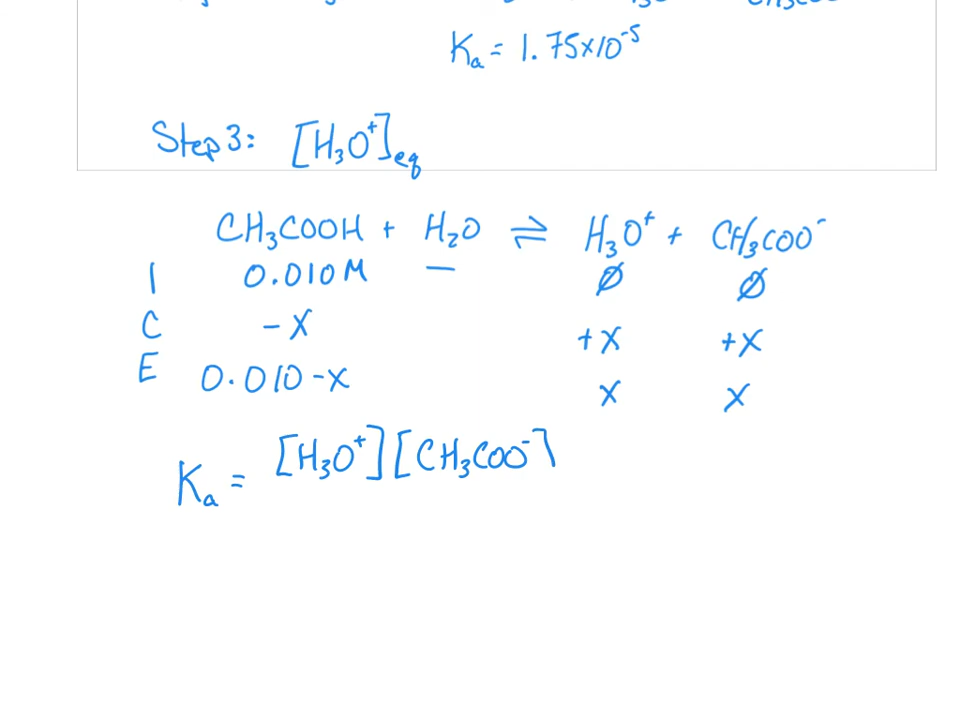 Ka = 1.75x10⁻⁵
Step 3: [H₃O⁺]eq
CH₃COOH + H₂O ⇌ H₃O⁺ + CH₃COO⁻
I 0.010M — ∅ ∅
C -X +X +X
E 0.010-X X X
Ka = [H₃O⁺][CH₃COO⁻]